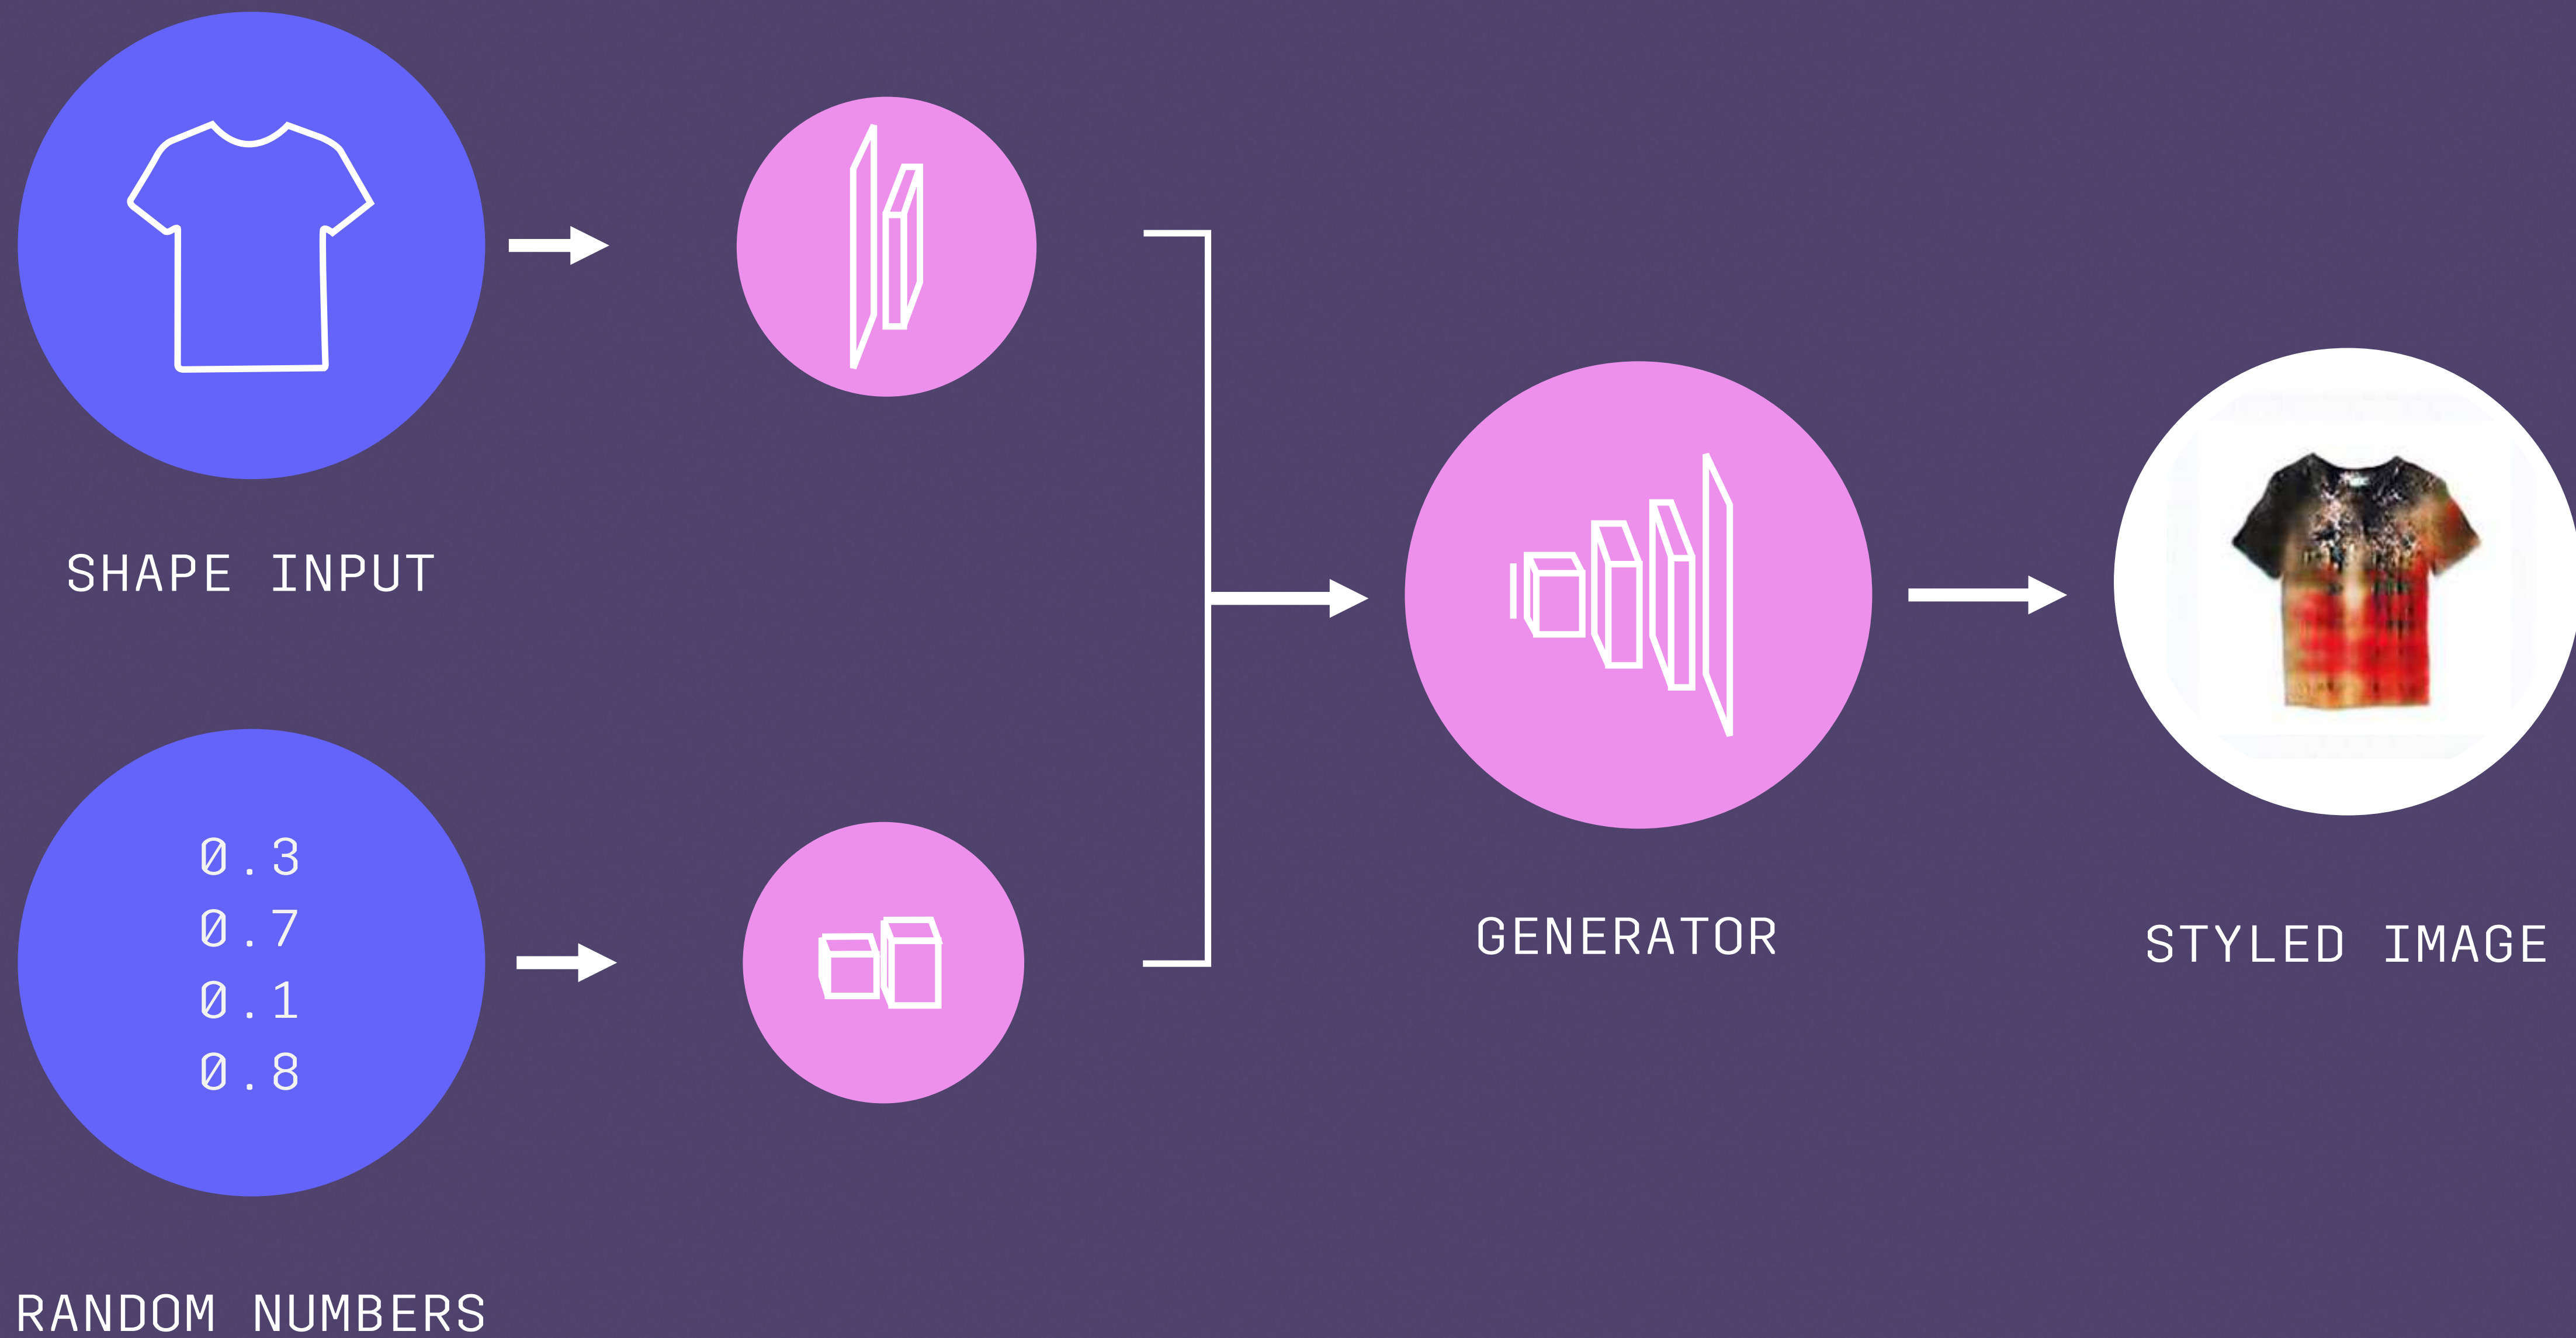 SHAPE INPUT
0.3
0.7
0.1
0.8
RANDOM NUMBERS
GENERATOR
STYLED IMAGE